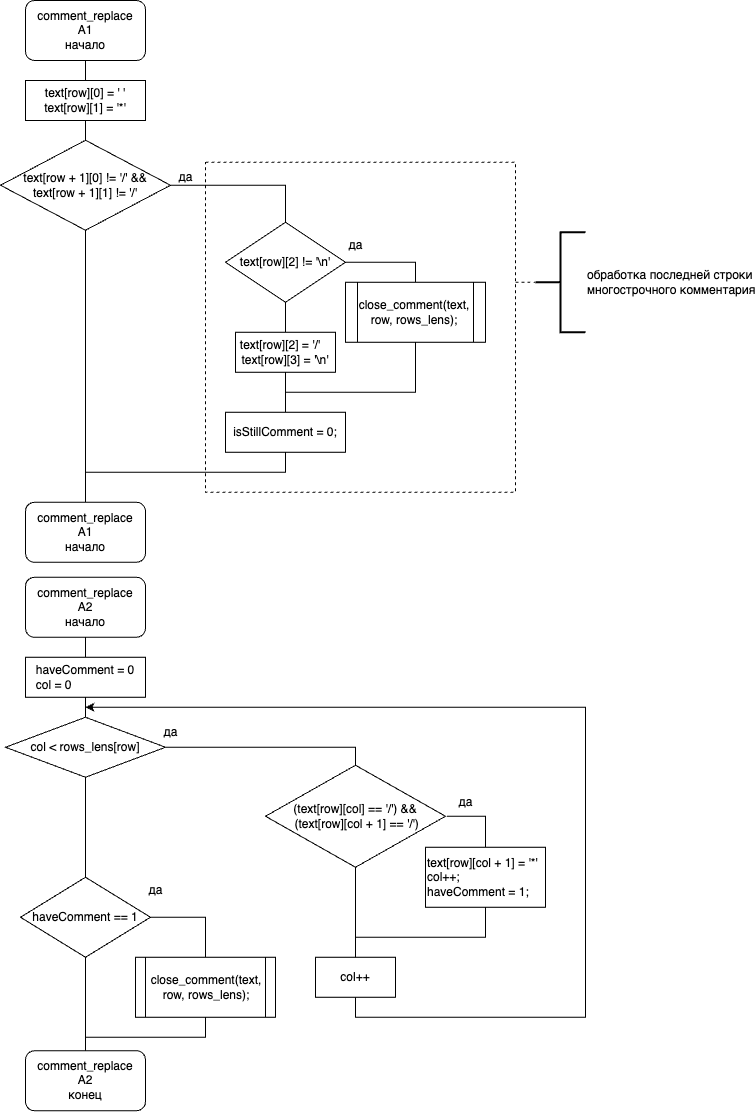 comment_replace
A1
начало
text[row][0] = ' '
text[row][1] = '*'
text[row + 1][0] != '/' &&
text[row + 1][1] != '/'
да
text[row][2] != '\n'
да
close_comment(text,
row, rows_lens);
text[row][2] = '/'
text[row][3] = '\n'
isStillComment = 0;
обработка последней строки
многострочного комментария
comment_replace
A1
начало
comment_replace
A2
начало
haveComment = 0
col = 0
col < rows_lens[row]
да
(text[row][col] == '/') &&
(text[row][col + 1] == '/')
да
text[row][col + 1] = '*'
col++;
haveComment = 1;
haveComment == 1
да
close_comment(text,
row, rows_lens);
col++
comment_replace
A2
конец